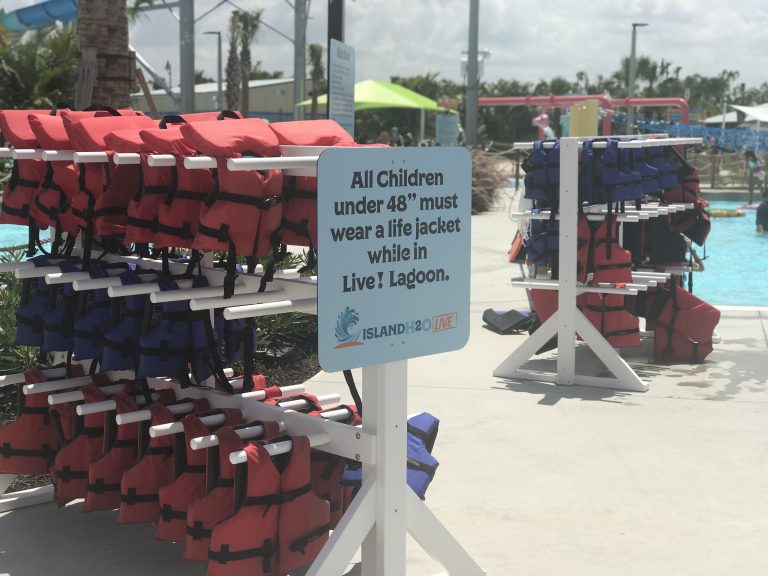 All Children
under 48" must
wear a life jacket
while in
Live! Lagoon.
ISLANDH2O LIVE!